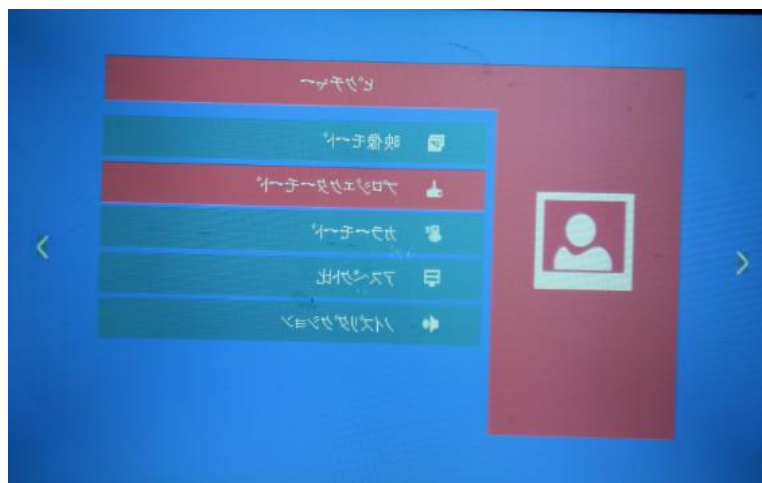 ピクチャー
映像モード
プロジェクターモード
カラーモード
アスペクト比
ノイズリダクション